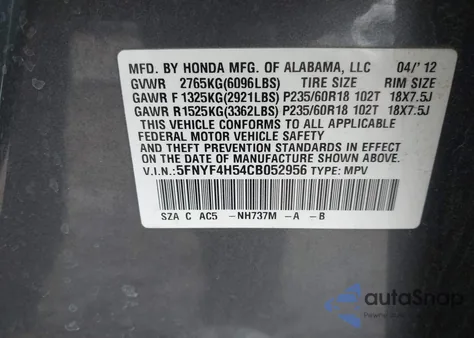 MFD. BY HONDA MFG. OF ALABAMA, LLC 04/'12
GVWR 2765KG(6096LBS) TIRE SIZE RIM SIZE
GAWR F 1325KG(2921LBS) P235/60R18 102T 18X7.5J
GAWR R 1525KG(3362LBS) P235/60R18 102T 18X7.5J
THIS VEHICLE CONFORMS TO ALL APPLICABLE
FEDERAL MOTOR VEHICLE SAFETY
AND THEFT PREVENTION STANDARDS IN EFFECT ON THE
DATE OF MANUFACTURE SHOWN ABOVE.
V.I.N.:5FNYF4H54CB052956 TYPE: MPV
SZA C AC5 -NH737M -A -B
autoSnap